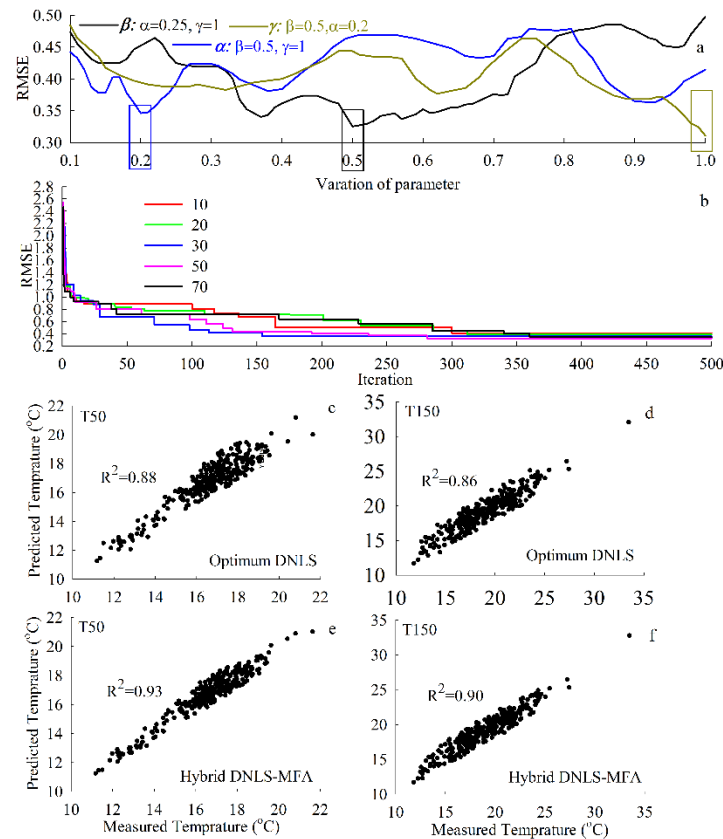 0.50
0.45
0.40
0.35
0.30
RMSE
β: α=0.25, γ=1
γ: β=0.5,α=0.2
α: β=0.5, γ=1
a
0.1 0.2 0.3 0.4 0.5 0.6 0.7 0.8 0.9 1.0
Varation of parameter
2.8
2.6
2.4
2.2
2.0
1.8
1.6
1.4
1.2
1.0
0.8
0.6
0.4
0.2
RMSE
10
20
30
50
70
b
0 50 100 150 200 250 300 350 400 450 500
Iteration
22
20
18
16
14
12
10
Predicted Temprature (°C)
T50
c
R²=0.88
Optimum DNLS
10 12 14 16 18 20 22
35
30
25
20
15
10
T150
d
R²=0.86
Optimum DNLS
10 15 20 25 30 35
22
20
18
16
14
12
10
Predicted Temprature (°C)
T50
e
R²=0.93
Hybrid DNLS-MFA
10 12 14 16 18 20 22
Measured Temprature (°C)
35
30
25
20
15
10
T150
f
R²=0.90
Hybrid DNLS-MFA
10 15 20 25 30 35
Measured Temprature (°C)